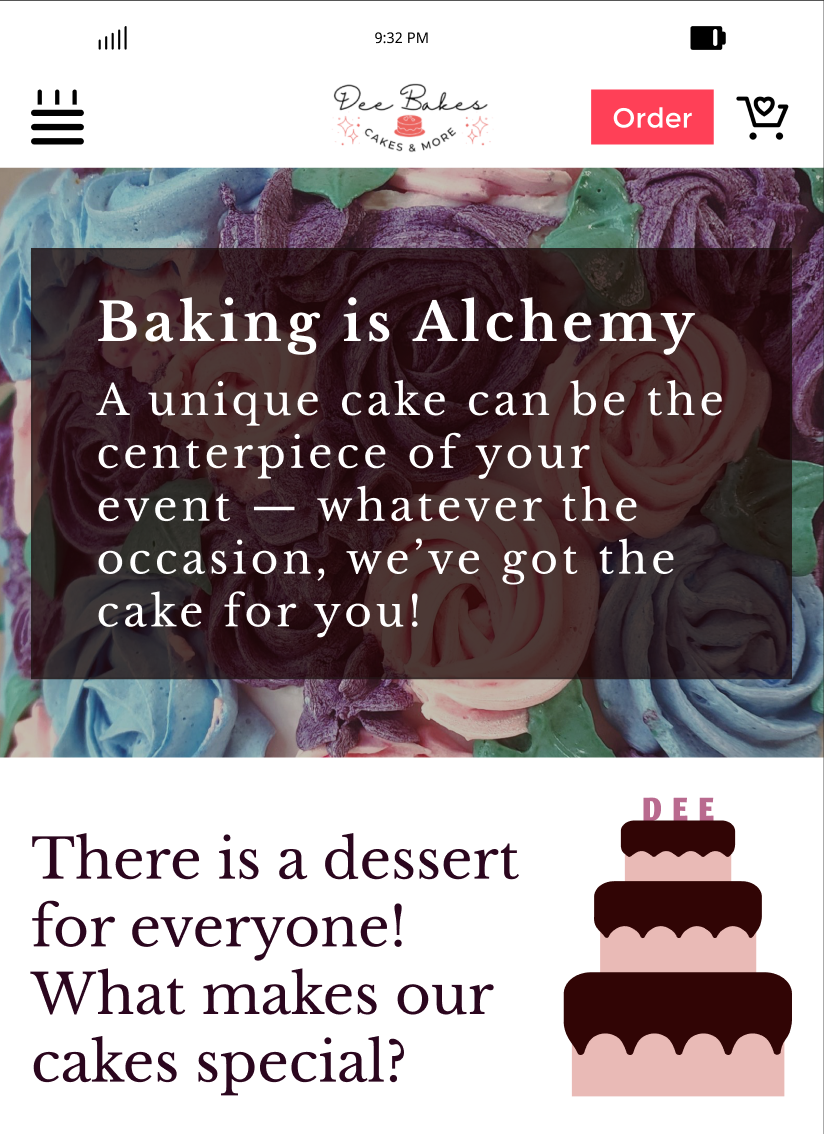 9:32 PM
Dee Bakes
CAKES & MORE
Order
Baking is Alchemy
A unique cake can be the
centerpiece of your
event — whatever the
occasion, we’ve got the
cake for you!
DEE
There is a dessert
for everyone!
What makes our
cakes special?